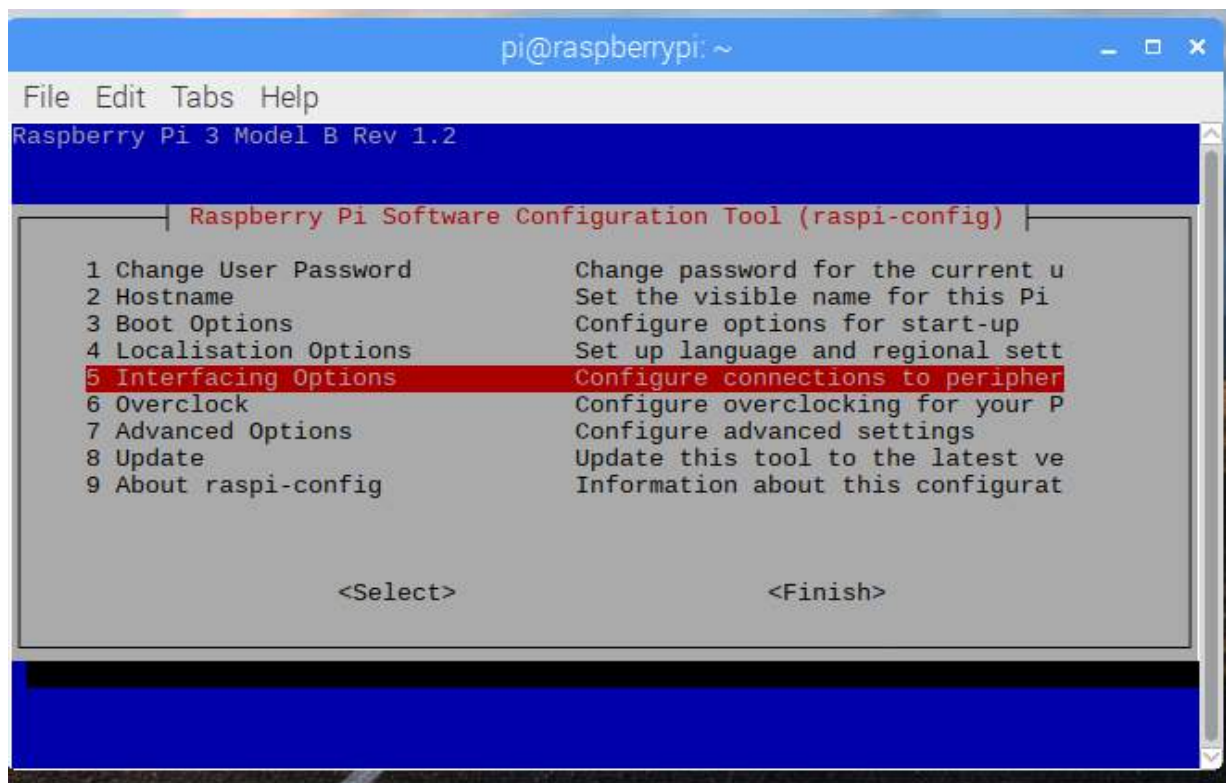 pi@raspberrypi: ~
File Edit Tabs Help
Raspberry Pi 3 Model B Rev 1.2
Raspberry Pi Software Configuration Tool (raspi-config)
1 Change User Password Change password for the current u
2 Hostname Set the visible name for this Pi
3 Boot Options Configure options for start-up
4 Localisation Options Set up language and regional sett
5 Interfacing Options Configure connections to peripher
6 Overclock Configure overclocking for your P
7 Advanced Options Configure advanced settings
8 Update Update this tool to the latest ve
9 About raspi-config Information about this configurat
<Select> <Finish>